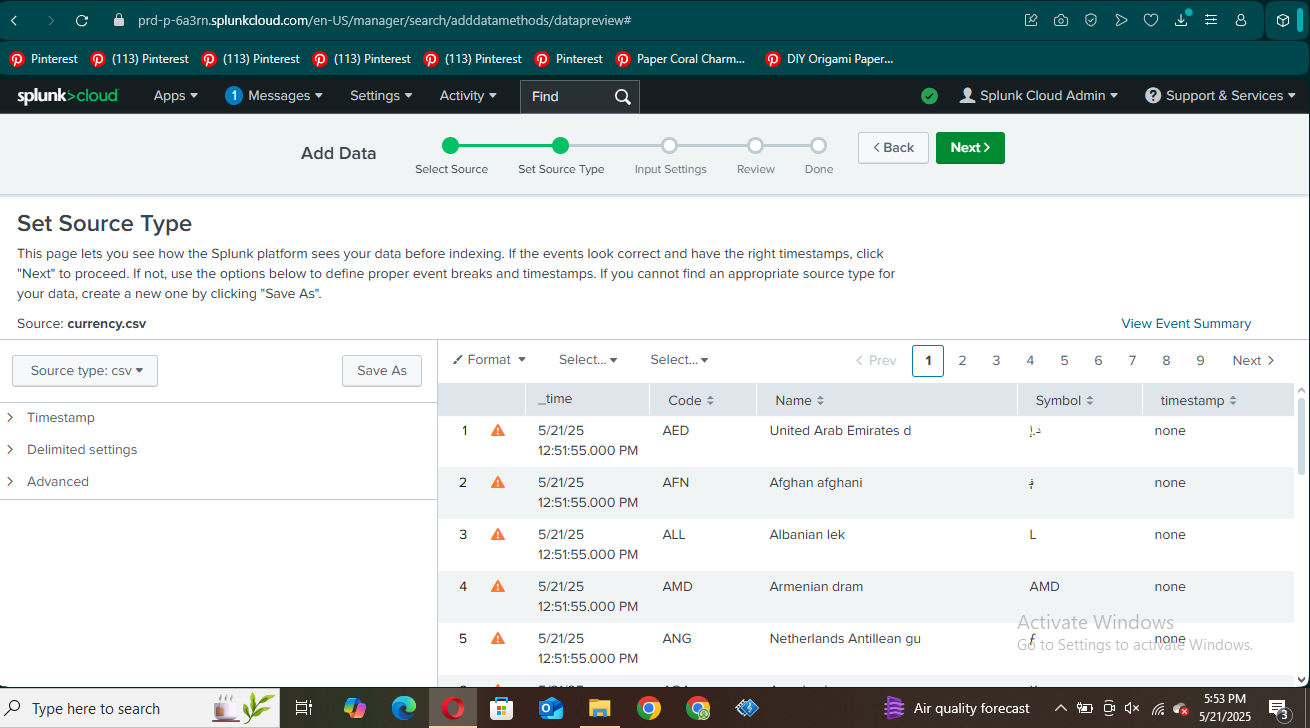 prd-p-6a3rn.splunkcloud.com/en-US/manager/search/adddatamethods/datapreview#
Pinterest (113) Pinterest (113) Pinterest (113) Pinterest (113) Pinterest Pinterest Paper Coral Charm... DIY Origami Paper...
splunk>cloud Apps 1 Messages Settings Activity Find Splunk Cloud Admin ? Support & Services
Add Data
Select Source Set Source Type Input Settings Review Done
< Back Next >
Set Source Type
This page lets you see how the Splunk platform sees your data before indexing. If the events look correct and have the right timestamps, click
"Next" to proceed. If not, use the options below to define proper event breaks and timestamps. If you cannot find an appropriate source type for
your data, create a new one by clicking "Save As".
Source: currency.csv
View Event Summary
Source type: csv Save As
> Timestamp
> Delimited settings
> Advanced
Format Select... Select... < Prev 1 2 3 4 5 6 7 8 9 Next >
_time Code Name Symbol timestamp
1 5/21/25 AED United Arab Emirates d د.إ none
12:51:55.000 PM
2 5/21/25 AFN Afghan afghani ؋ none
12:51:55.000 PM
3 5/21/25 ALL Albanian lek L none
12:51:55.000 PM
4 5/21/25 AMD Armenian dram AMD none
12:51:55.000 PM
5 5/21/25 ANG Netherlands Antillean gu ƒ none
12:51:55.000 PM
Activate Windows
Go to Settings to activate Windows.
Type here to search
Air quality forecast
5:53 PM
5/21/2025
3